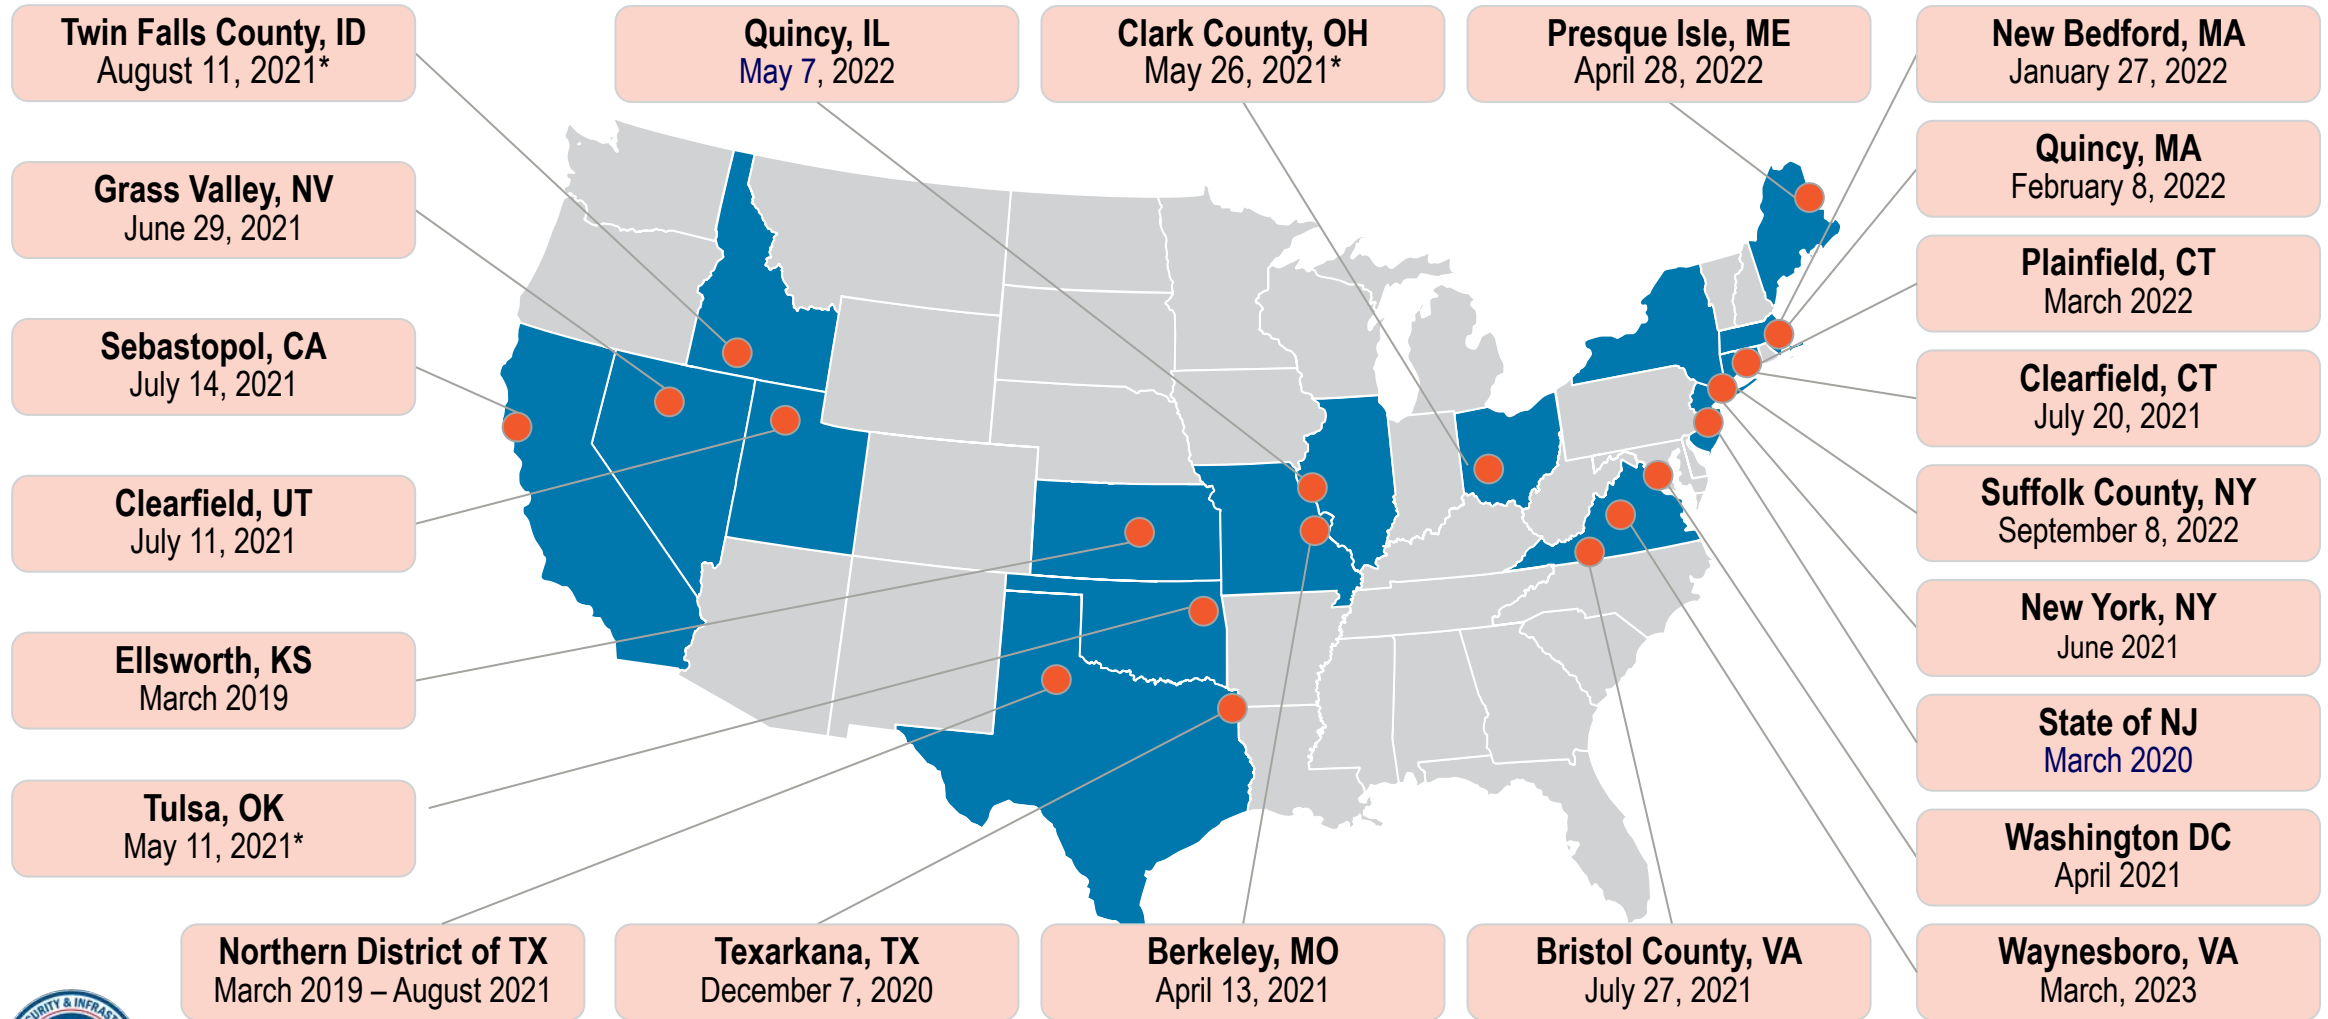 Twin Falls County, ID
August 11, 2021*
Quincy, IL
May 7, 2022
Clark County, OH
May 26, 2021*
Presque Isle, ME
April 28, 2022
New Bedford, MA
January 27, 2022
Quincy, MA
February 8, 2022
Grass Valley, NV
June 29, 2021
Plainfield, CT
March 2022
Sebastopol, CA
July 14, 2021
Clearfield, CT
July 20, 2021
Clearfield, UT
July 11, 2021
Suffolk County, NY
September 8, 2022
New York, NY
June 2021
Ellsworth, KS
March 2019
State of NJ
March 2020
Tulsa, OK
May 11, 2021*
Washington DC
April 2021
Northern District of TX
March 2019 – August 2021
Texarkana, TX
December 7, 2020
Berkeley, MO
April 13, 2021
Bristol County, VA
July 27, 2021
Waynesboro, VA
March, 2023